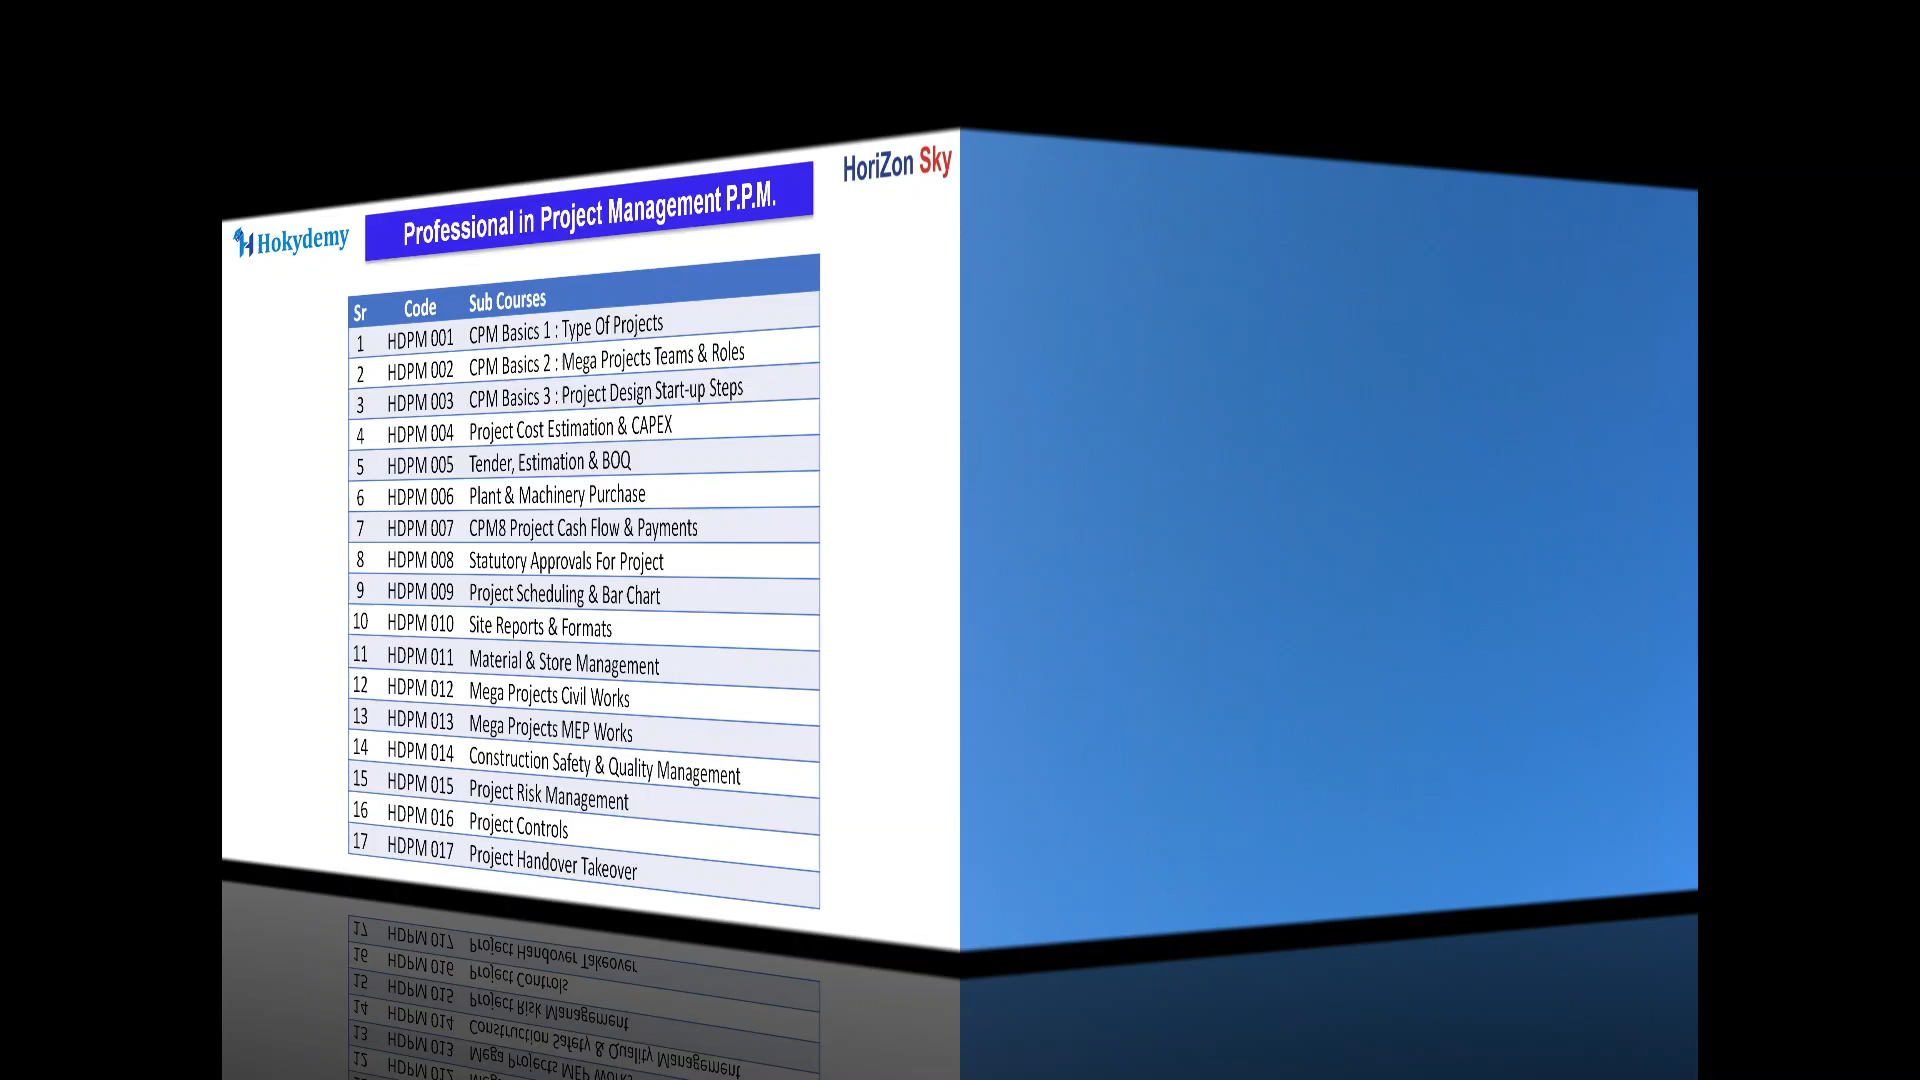 HoriZon Sky
Professional in Project Management P.P.M.
Hokydemy
Sr Code Sub Courses
1 HDPM 001 CPM Basics 1 : Type Of Projects
2 HDPM 002 CPM Basics 2 : Mega Projects Teams & Roles
3 HDPM 003 CPM Basics 3 : Project Design Start-up Steps
4 HDPM 004 Project Cost Estimation & CAPEX
5 HDPM 005 Tender, Estimation & BOQ
6 HDPM 006 Plant & Machinery Purchase
7 HDPM 007 CPM8 Project Cash Flow & Payments
8 HDPM 008 Statutory Approvals For Project
9 HDPM 009 Project Scheduling & Bar Chart
10 HDPM 010 Site Reports & Formats
11 HDPM 011 Material & Store Management
12 HDPM 012 Mega Projects Civil Works
13 HDPM 013 Mega Projects MEP Works
14 HDPM 014 Construction Safety & Quality Management
15 HDPM 015 Project Risk Management
16 HDPM 016 Project Controls
17 HDPM 017 Project Handover Takeover